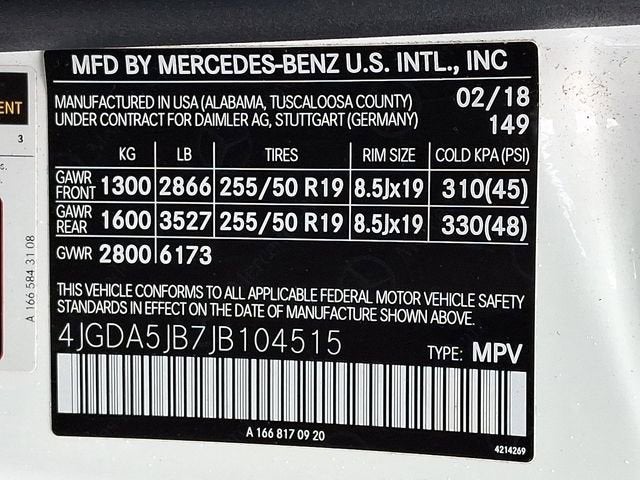 MFD BY MERCEDES-BENZ U.S. INTL., INC
MANUFACTURED IN USA (ALABAMA, TUSCALOOSA COUNTY) 02/18
UNDER CONTRACT FOR DAIMLER AG, STUTTGART (GERMANY) 149
KG LB TIRES RIM SIZE COLD KPA (PSI)
GAWR FRONT 1300 2866 255/50 R19 8.5Jx19 310(45)
GAWR REAR 1600 3527 255/50 R19 8.5Jx19 330(48)
GVWR 2800 6173
THIS VEHICLE CONFORMS TO ALL APPLICABLE FEDERAL MOTOR VEHICLE SAFETY
STANDARDS IN EFFECT ON THE DATE OF MANUFACTURE SHOWN ABOVE.
4JGDA5JB7JB104515
TYPE: MPV
A 166 817 09 20
4214269
ENT
3
A 166 584 31 08